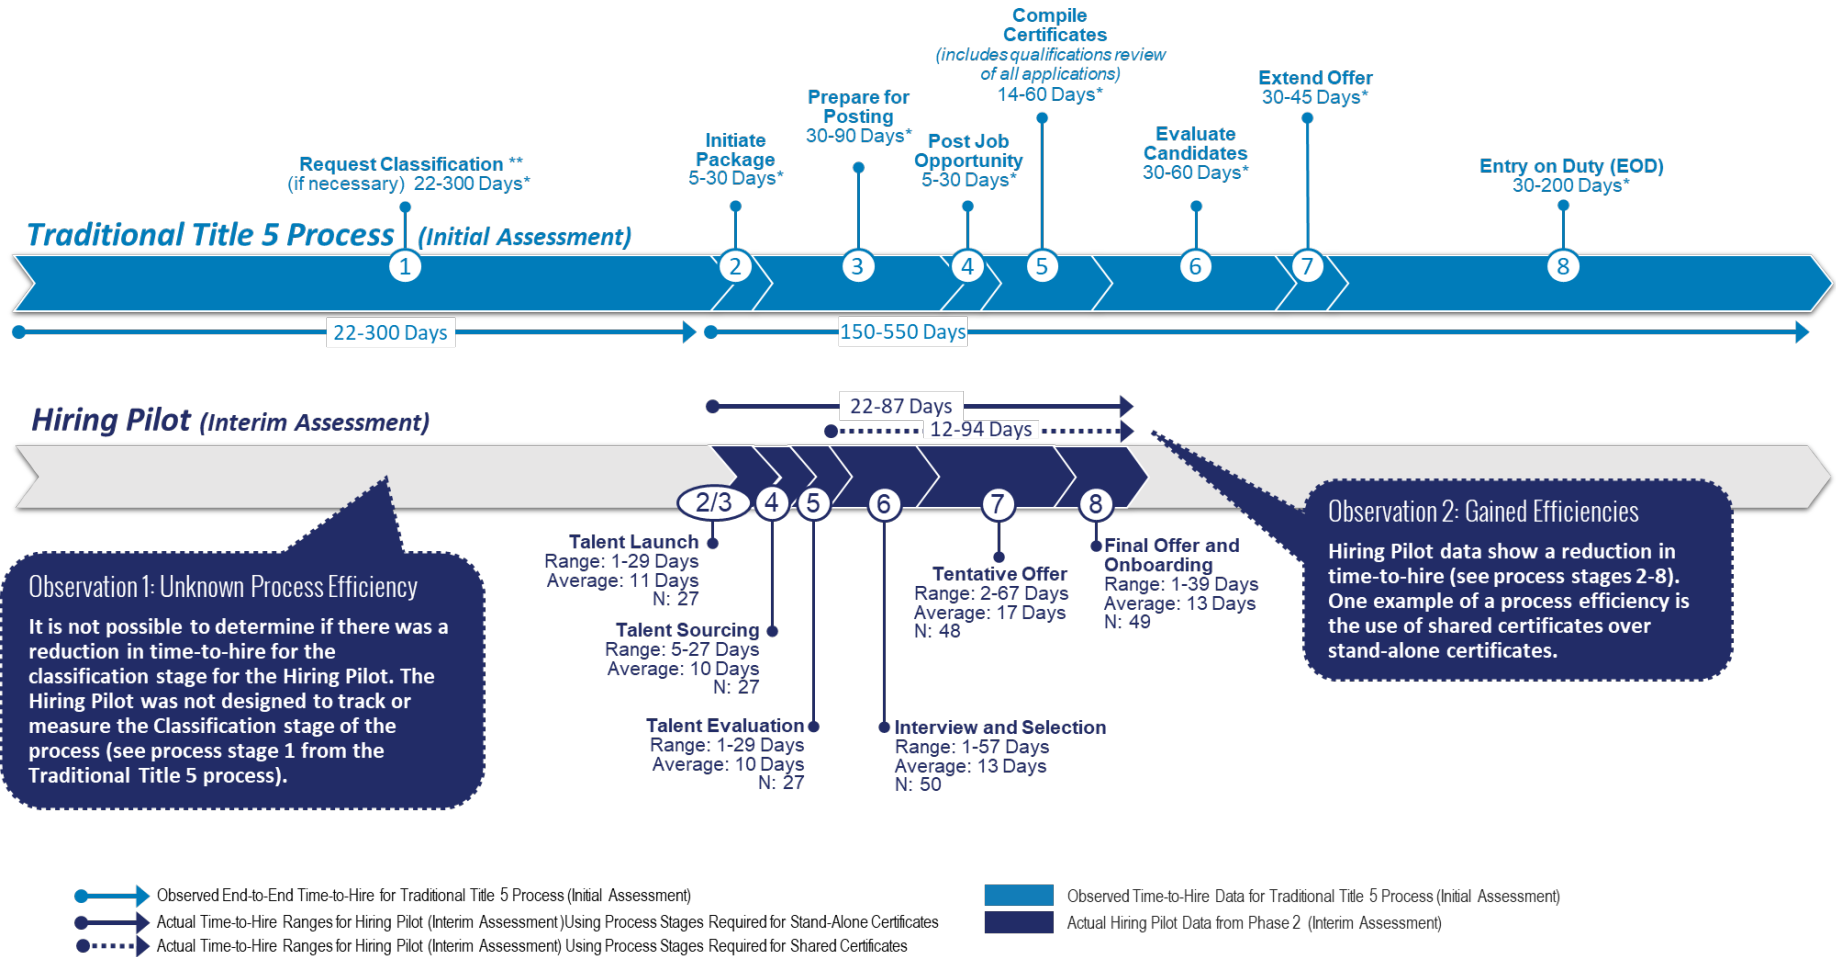 Compile
Certificates
(includes qualifications review
of all applications)
14-60 Days*
Extend Offer
30-45 Days*
Prepare for
Posting
30-90 Days*
Initiate
Package
5-30 Days*
Post Job
Opportunity
5-30 Days*
Evaluate
Candidates
30-60 Days*
Request Classification **
(if necessary) 22-300 Days*
Entry on Duty (EOD)
30-200 Days*
Traditional Title 5 Process (Initial Assessment)
1
2
3
4
5
6
7
8
22-300 Days
150-550 Days
Hiring Pilot (Interim Assessment)
22-87 Days
12-94 Days
2/3
4
5
6
7
8
Talent Launch
Range: 1-29 Days
Average: 11 Days
N: 27
Talent Sourcing
Range: 5-27 Days
Average: 10 Days
N: 27
Talent Evaluation
Range: 1-29 Days
Average: 10 Days
N: 27
Interview and Selection
Range: 1-57 Days
Average: 13 Days
N: 50
Tentative Offer
Range: 2-67 Days
Average: 17 Days
N: 48
Final Offer and
Onboarding
Range: 1-39 Days
Average: 13 Days
N: 49
Observation 1: Unknown Process Efficiency
It is not possible to determine if there was a
reduction in time-to-hire for the
classification stage for the Hiring Pilot. The
Hiring Pilot was not designed to track or
measure the Classification stage of the
process (see process stage 1 from the
Traditional Title 5 process).
Observation 2: Gained Efficiencies
Hiring Pilot data show a reduction in
time-to-hire (see process stages 2-8).
One example of a process efficiency is
the use of shared certificates over
stand-alone certificates.
Observed End-to-End Time-to-Hire for Traditional Title 5 Process (Initial Assessment)
Actual Time-to-Hire Ranges for Hiring Pilot (Interim Assessment)Using Process Stages Required for Stand-Alone Certificates
Actual Time-to-Hire Ranges for Hiring Pilot (Interim Assessment) Using Process Stages Required for Shared Certificates
Observed Time-to-Hire Data for Traditional Title 5 Process (Initial Assessment)
Actual Hiring Pilot Data from Phase 2 (Interim Assessment)